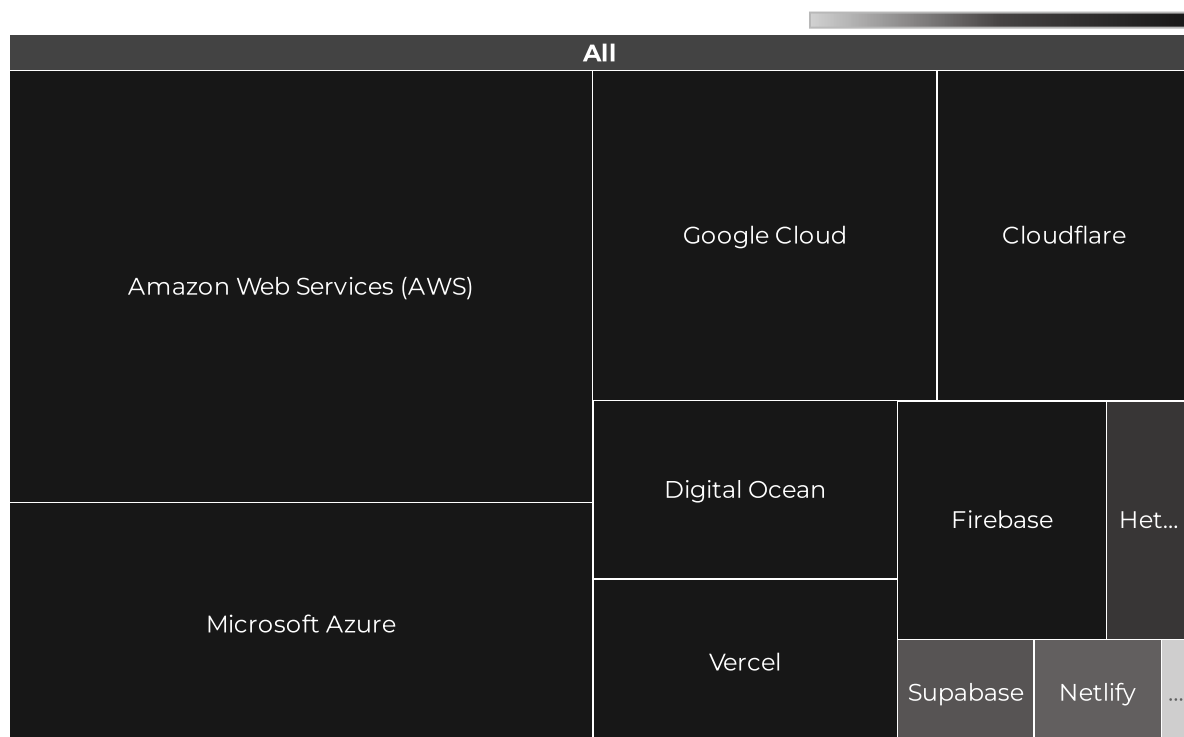 All
Amazon Web Services (AWS)
Google Cloud
Cloudflare
Microsoft Azure
Digital Ocean
Firebase
Het...
Vercel
Supabase
Netlify
...